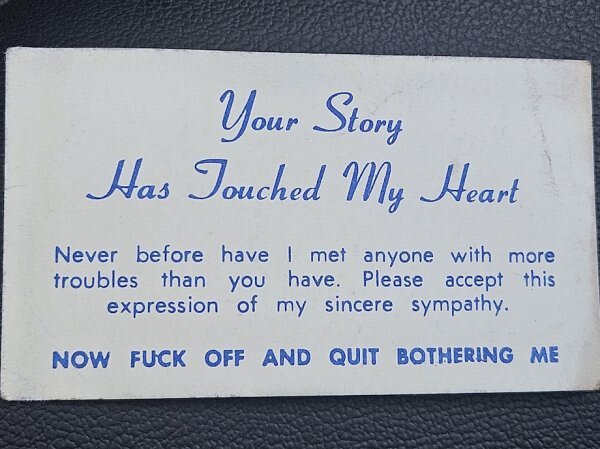 Your Story
Has Touched My Heart
Never before have I met anyone with more
troubles than you have. Please accept this
expression of my sincere sympathy.
NOW FUCK OFF AND QUIT BOTHERING ME